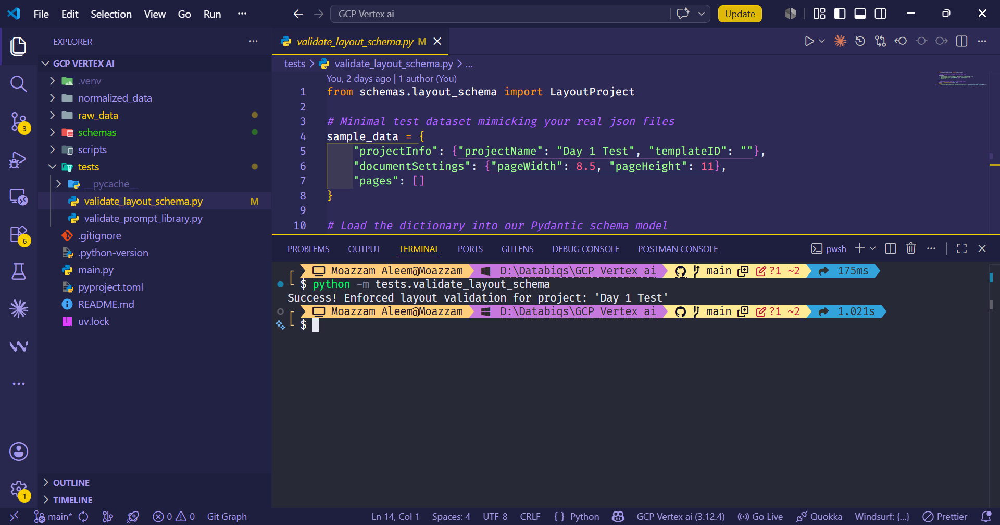 File Edit Selection View Go Run ···
GCP Vertex ai
Update
EXPLORER
GCP VERTEX AI
.venv
normalized_data
raw_data
schemas
scripts
tests
__pycache__
validate_layout_schema.py M
validate_prompt_library.py
.gitignore
.python-version
main.py
pyproject.toml
README.md
uv.lock
OUTLINE
TIMELINE
3
6
1
validate_layout_schema.py M
tests > validate_layout_schema.py > ...
You, 2 days ago | 1 author (You)
1 from schemas.layout_schema import LayoutProject
2
3 # Minimal test dataset mimicking your real json files
4 sample_data = {
5 "projectInfo": {"projectName": "Day 1 Test", "templateID": ""},
6 "documentSettings": {"pageWidth": 8.5, "pageHeight": 11},
7 "pages": []
8 }
9
10 # Load the dictionary into our Pydantic schema model
PROBLEMS OUTPUT TERMINAL PORTS GITLENS DEBUG CONSOLE POSTMAN CONSOLE
pwsh
Moazzam Aleem@Moazzam D:\Databiqs\GCP Vertex ai main ?1 ~2 175ms
$ python -m tests.validate_layout_schema
Success! Enforced layout validation for project: 'Day 1 Test'
Moazzam Aleem@Moazzam D:\Databiqs\GCP Vertex ai main ?1 ~2 1.021s
$
main* 0 0 Git Graph Ln 14, Col 1 Spaces: 4 UTF-8 CRLF { } Python GCP Vertex ai (3.12.4) Go Live Quokka Windsurf: {...} Prettier